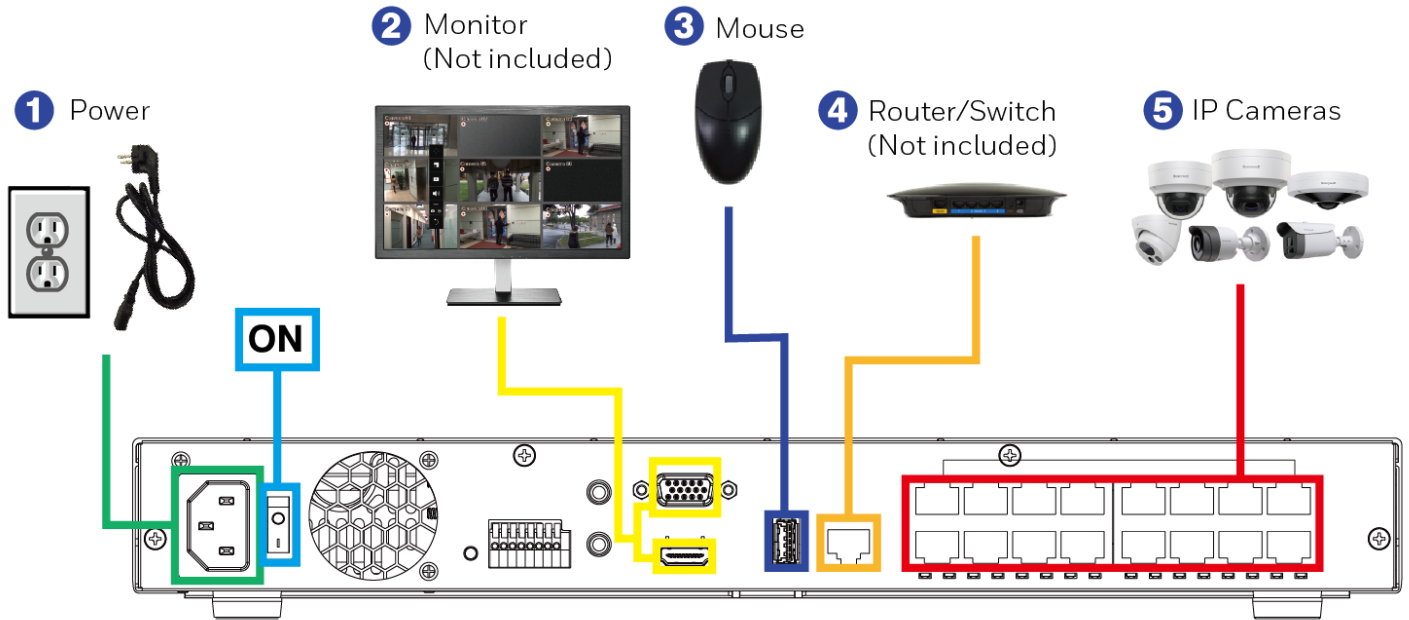 1 Power
2 Monitor
(Not included)
3 Mouse
4 Router/Switch
(Not included)
5 IP Cameras
ON